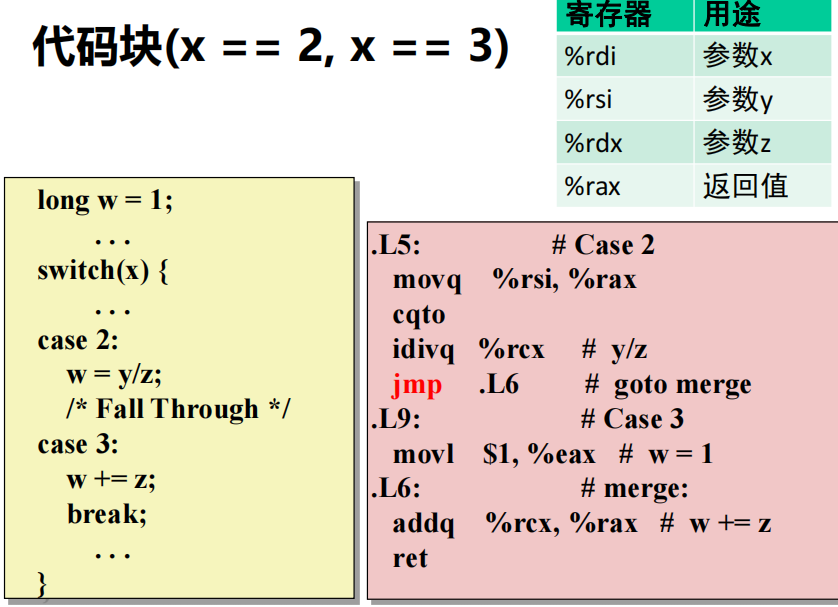 代码块(x == 2, x == 3)
寄存器 用途
%rdi 参数x
%rsi 参数y
%rdx 参数z
%rax 返回值
long w = 1;
. . .
switch(x) {
. . .
case 2:
w = y/z;
/* Fall Through */
case 3:
w += z;
break;
. . .
}
.L5: # Case 2
movq %rsi, %rax
cqto
idivq %rcx # y/z
jmp .L6 # goto merge
.L9: # Case 3
movl $1, %eax # w = 1
.L6: # merge:
addq %rcx, %rax # w += z
ret